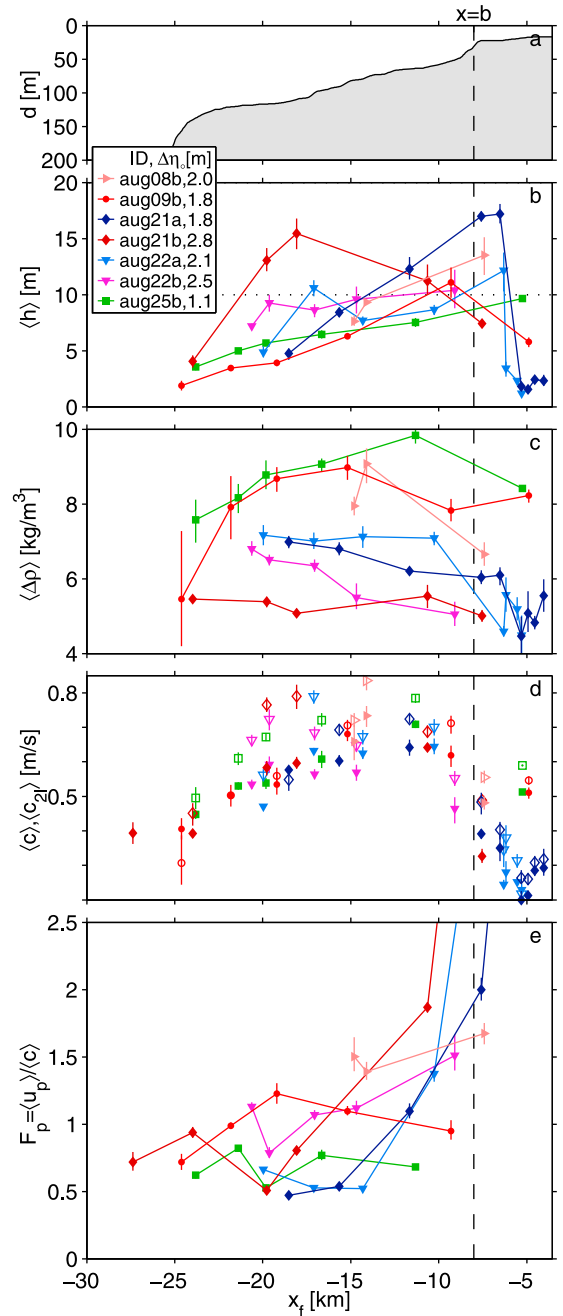 x=b
0
50
100
150
200
d [m]
a
ID, Δη₀[m]
aug08b,2.0
aug09b,1.8
aug21a,1.8
aug21b,2.8
aug22a,2.1
aug22b,2.5
aug25b,1.1
20
15
10
5
0
⟨h⟩ [m]
b
10
8
6
4
⟨Δρ⟩ [kg/m³]
c
0.8
0.5
⟨c⟩,⟨c₂ₗ⟩ [m/s]
d
2.5
2
1.5
1
0.5
0
Fₚ=⟨uₚ⟩/⟨c⟩
e
−30 −25 −20 −15 −10 −5
x_f [km]